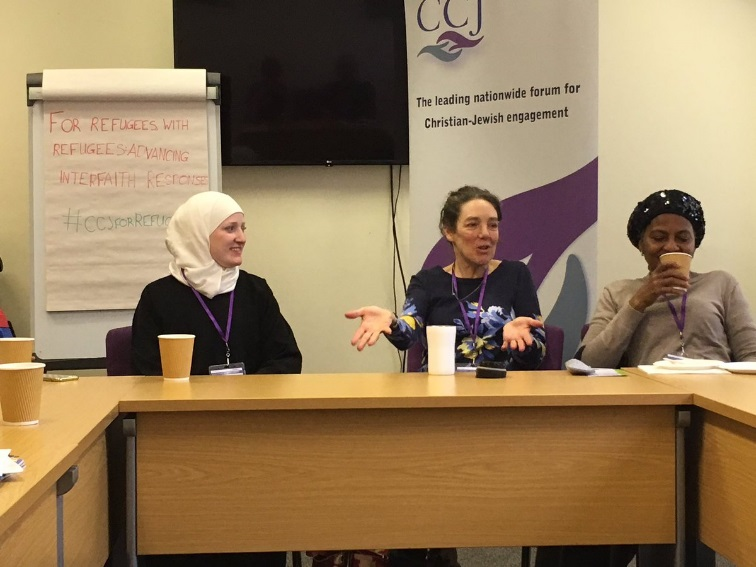 FOR REFUGEES WITH
REFUGEES: ADVANCING
INTERFAITH RESPONSE
CCJ
The leading nationwide forum for
Christian-Jewish engagement